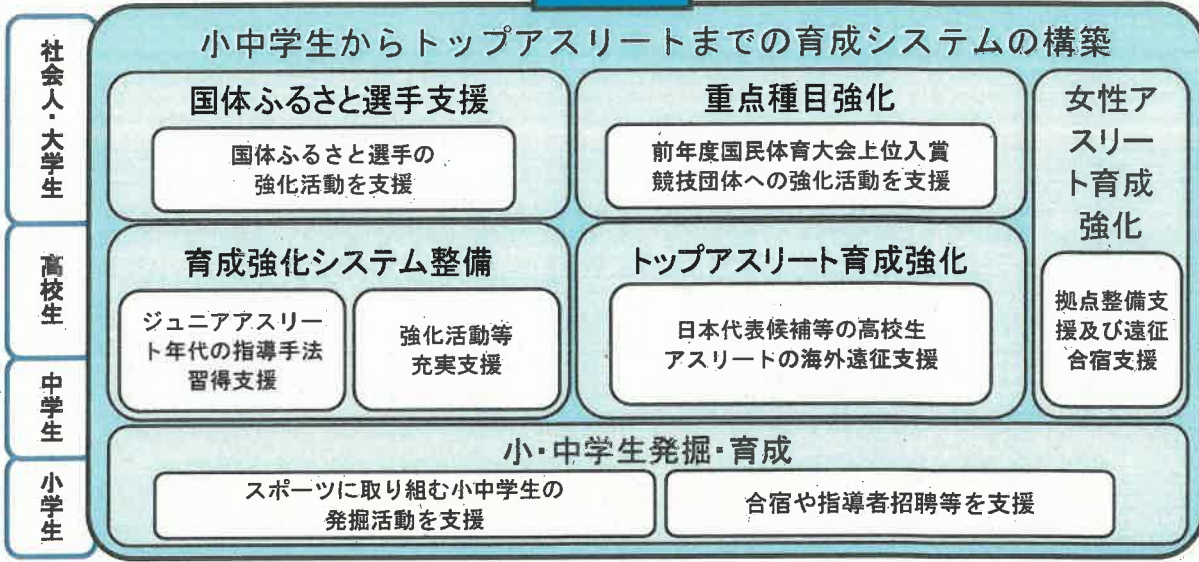 小中学生からトップアスリートまでの育成システムの構築
社会人・大学生
国体ふるさと選手支援
国体ふるさと選手の
強化活動を支援
重点種目強化
前年度国民体育大会上位入賞
競技団体への強化活動を支援
女性ア
スリー
ト育成
強化
拠点整備支
援及び遠征
合宿支援
高校生
育成強化システム整備
ジュニアアスリー
ト年代の指導手法
習得支援
強化活動等
充実支援
トップアスリート育成強化
日本代表候補等の高校生
アスリートの海外遠征支援
中学生
小・中学生発掘・育成
小学生
スポーツに取り組む小中学生の
発掘活動を支援
合宿や指導者招聘等を支援